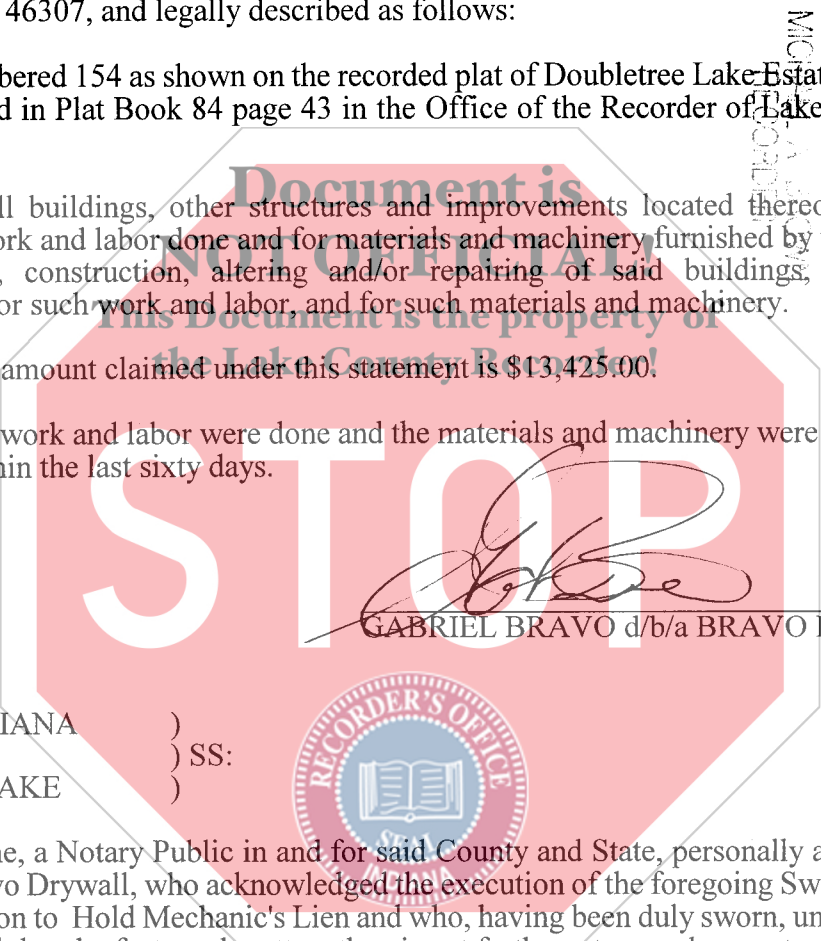 46307, and legally described as follows:
bered 154 as shown on the recorded plat of Doubletree Lake Estat
d in Plat Book 84 page 43 in the Office of the Recorder of Lake
Document is
ll buildings, other structures and improvements located thereo
NOT OFFICIAL!
ork and labor done and for materials and machinery furnished by
, construction, altering and/or repairing of said buildings,
or such work and labor, and for such materials and machinery.
This Document is the property of
the Lake County Recorder!
amount claimed under this statement is $13,425.00.
work and labor were done and the materials and machinery were
hin the last sixty days.
STOP
GABRIEL BRAVO d/b/a BRAVO
IANA )
) SS:
AKE )
RECORDER'S OFFICE
SEAL
INDIANA
ne, a Notary Public in and for said County and State, personally a
vo Drywall, who acknowledged the execution of the foregoing Sw
on to Hold Mechanic's Lien and who, having been duly sworn, un